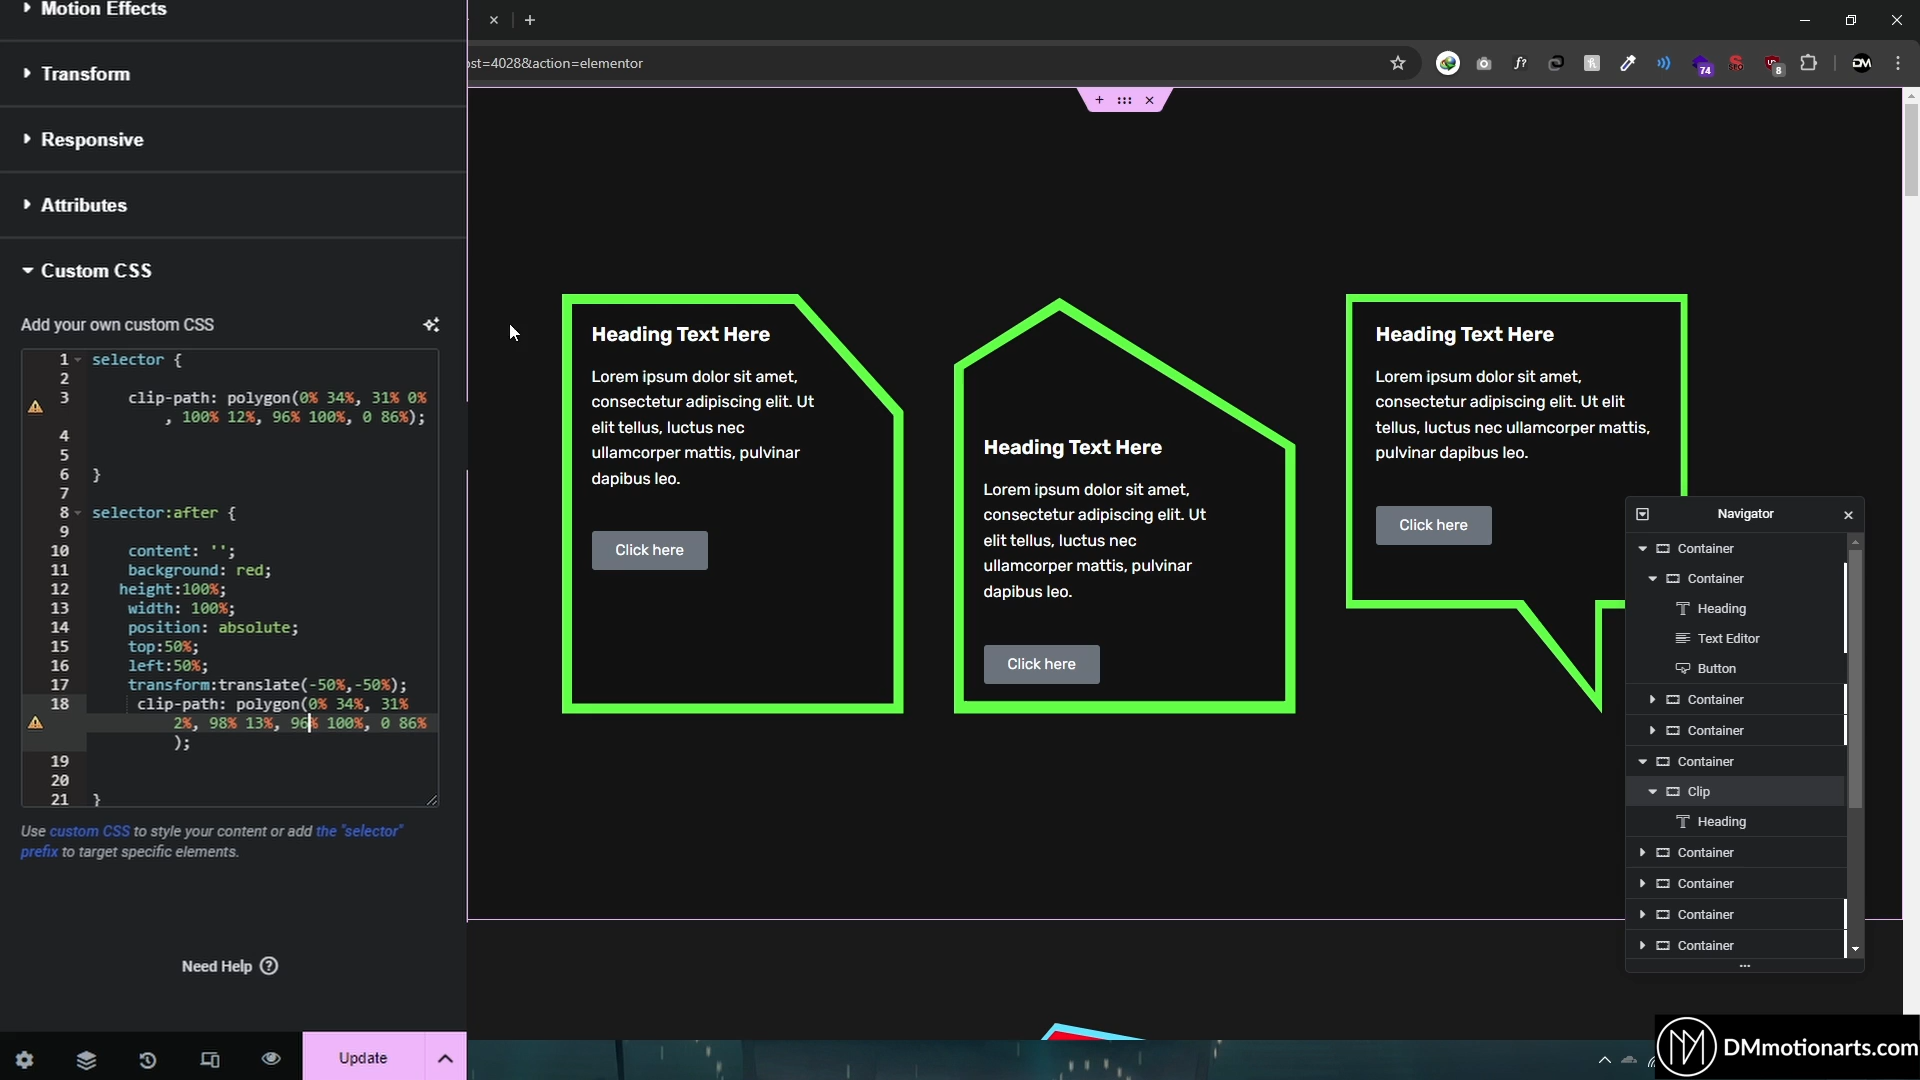 Motion Effects
Transform
Responsive
Attributes
Custom CSS
Add your own custom CSS
1 selector {
2
3 clip-path: polygon(0% 34%, 31% 0%
, 100% 12%, 96% 100%, 0 86%);
4
5
6 }
7
8 selector:after {
9
10 content: '';
11 background: red;
12 height:100%;
13 width: 100%;
14 position: absolute;
15 top:50%;
16 left:50%;
17 transform:translate(-50%,-50%);
18 clip-path: polygon(0% 34%, 31%
2%, 98% 13%, 96% 100%, 0 86%
);
19
20
21 }
Use custom CSS to style your content or add the "selector"
prefix to target specific elements.
Need Help
Update
ost=4028&action=elementor
f?
74
SEO
8
DM
Heading Text Here
Lorem ipsum dolor sit amet,
consectetur adipiscing elit. Ut
elit tellus, luctus nec
ullamcorper mattis, pulvinar
dapibus leo.
Click here
Heading Text Here
Lorem ipsum dolor sit amet,
consectetur adipiscing elit. Ut
elit tellus, luctus nec
ullamcorper mattis, pulvinar
dapibus leo.
Click here
Heading Text Here
Lorem ipsum dolor sit amet,
consectetur adipiscing elit. Ut elit
tellus, luctus nec ullamcorper mattis,
pulvinar dapibus leo.
Click here
Navigator
Container
Container
Heading
Text Editor
Button
Container
Container
Container
Clip
Heading
Container
Container
Container
Container
DMmotionarts.com